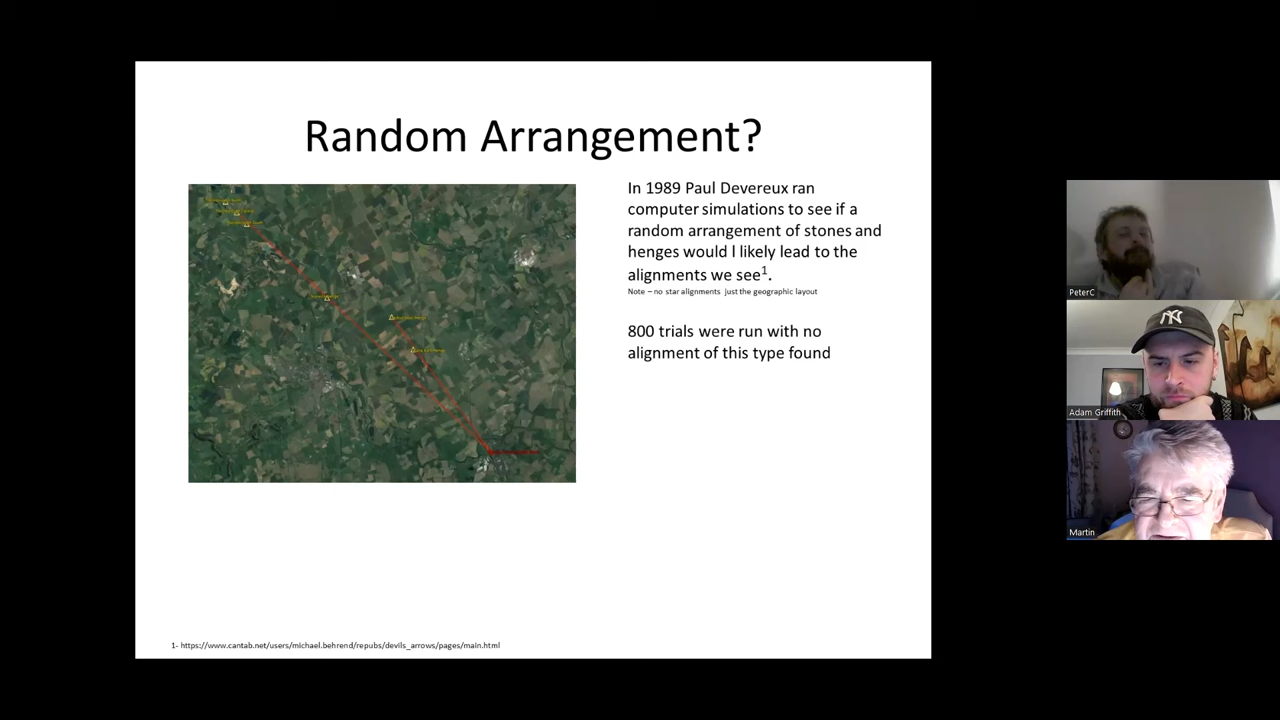 Random Arrangement?
In 1989 Paul Devereux ran
computer simulations to see if a
random arrangement of stones and
henges would l likely lead to the
alignments we see1.
Note – no star alignments just the geographic layout
800 trials were run with no
alignment of this type found
1- https://www.cantab.net/users/michael.behrend/repubs/devils_arrows/pages/main.html
PeterC
Adam Griffith
Martin